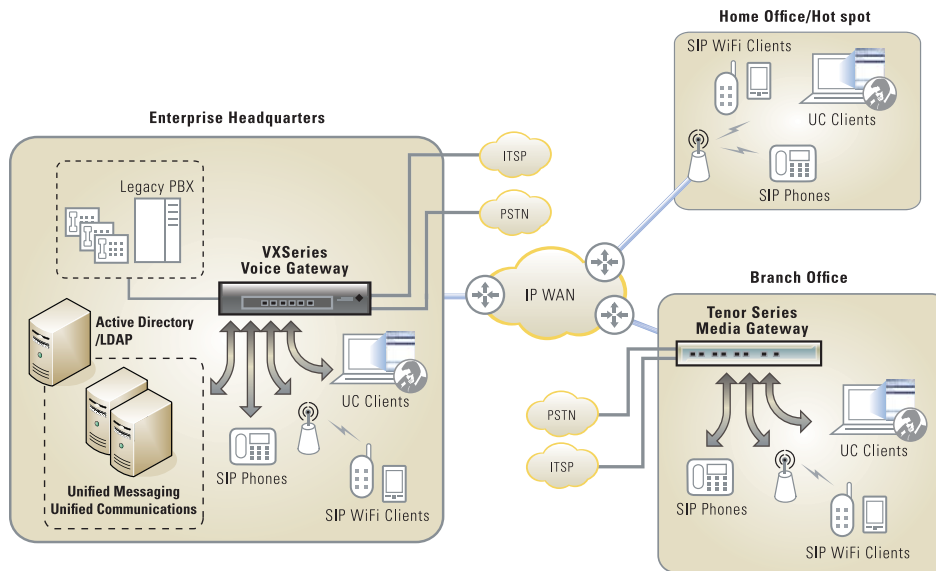 Home Office/Hot spot
SIP WiFi Clients
UC Clients
SIP Phones
Enterprise Headquarters
Legacy PBX
VXSeries
Voice Gateway
Active Directory
/LDAP
UC Clients
SIP Phones
SIP WiFi Clients
Unified Messaging
Unified Communications
ITSP
PSTN
IP WAN
Branch Office
Tenor Series
Media Gateway
PSTN
ITSP
UC Clients
SIP Phones
SIP WiFi Clients